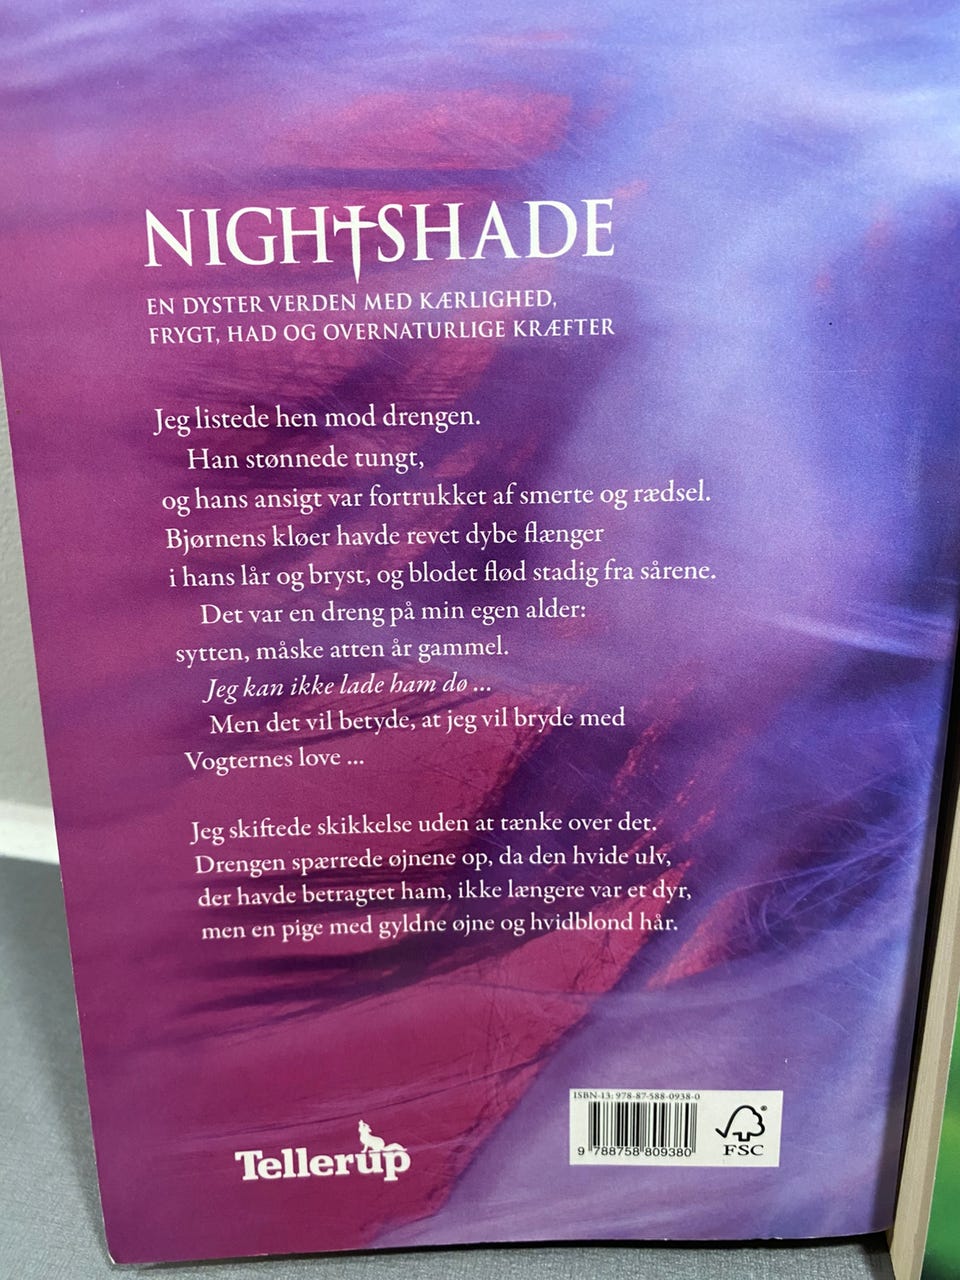 NIGHTSHADE
EN DYSTER VERDEN MED KÆRLIGHED,
FRYGT, HAD OG OVERNATURLIGE KRÆFTER
Jeg listede hen mod drengen.
Han stønnede tungt,
og hans ansigt var fortrukket af smerte og rædsel.
Bjørnens kløer havde revet dybe flænger
i hans lår og bryst, og blodet flød stadig fra sårene.
Det var en dreng på min egen alder:
sytten, måske atten år gammel.
Jeg kan ikke lade ham dø ...
Men det vil betyde, at jeg vil bryde med
Vogternes love ...
Jeg skiftede skikkelse uden at tænke over det.
Drengen spærrede øjnene op, da den hvide ulv,
der havde betragtet ham, ikke længere var et dyr,
men en pige med gyldne øjne og hvidblond hår.
Tellerup
ISBN-13: 978-87-588-0938-0
9 788758 809380
FSC
®